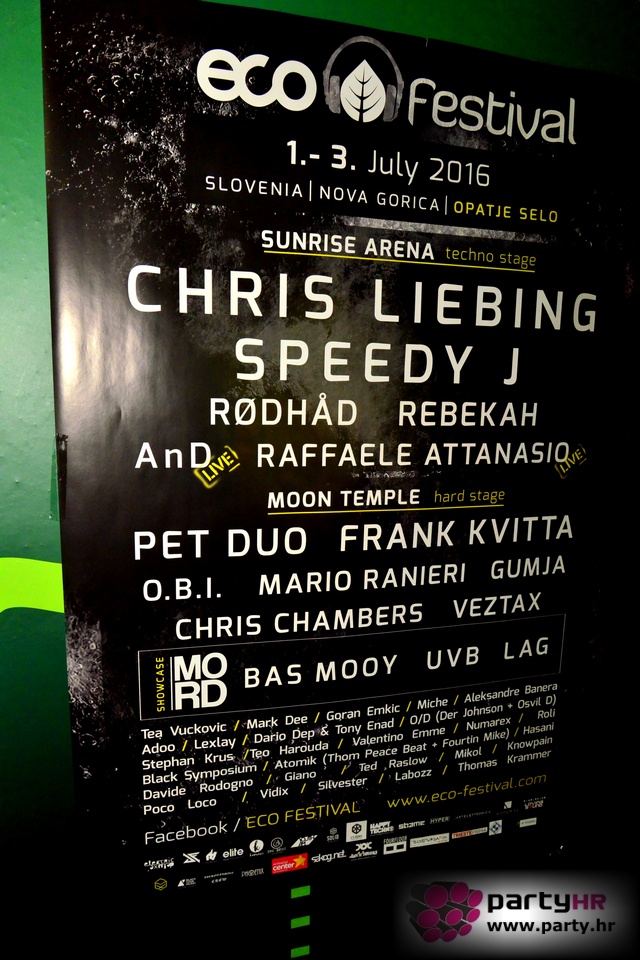 eco festival
1.- 3. July 2016
SLOVENIA | NOVA GORICA | OPATJE SELO
SUNRISE ARENA techno stage
CHRIS LIEBING
SPEEDY J
RØDHÅD REBEKAH
AnD LIVE! RAFFAELE ATTANASIO LIVE!
MOON TEMPLE hard stage
PET DUO FRANK KVITTA
O.B.I. MARIO RANIERI GUMJA
CHRIS CHAMBERS VEZTAX
SHOWCASE MORD BAS MOOY UVB LAG
Tea Vuckovic / Mark Dee / Goran Emkic / Miche / Aleksandre Banera
Adoo / Lexlay / Dario Dep & Tony Enad / O/D (Der Johnson + Osvil D)
Stephan Krus / Teo Harouda / Valentino Emme / Numarex / Roli
Black Symposium / Atomik (Thom Peace Beat + Fourtin Mike) / Hasani
Davide Rodogno / Giano / Ted Raslow / Mikol / Knowpain
Poco Loco / Vidix / Silvester / Labozz / Thomas Krammer
Facebook / ECO FESTIVAL www.eco-festival.com
elite
center
partyHR
www.party.hr